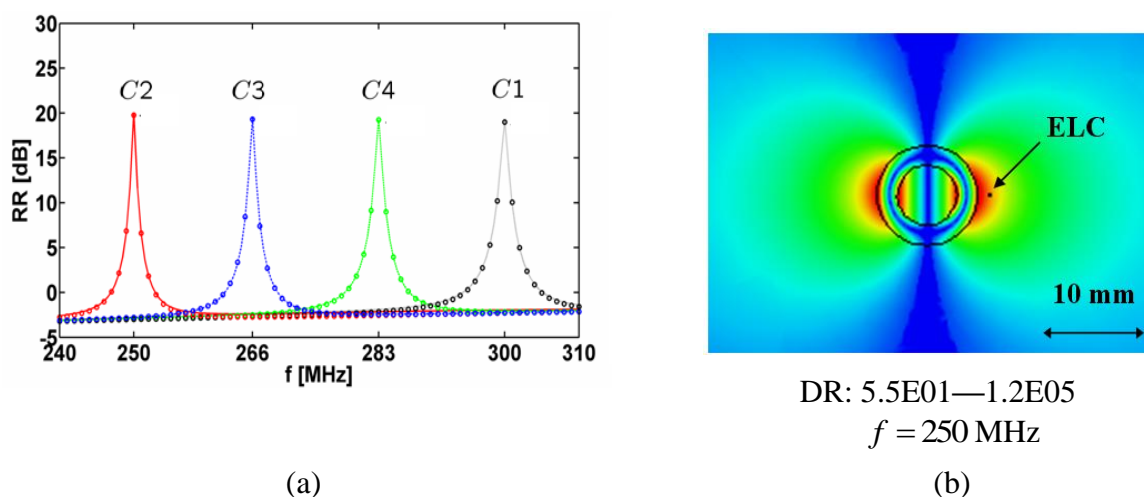 30
25
20
15
10
5
0
-5
RR [dB]
C2
C3
C4
C1
240
250
266
283
300
310
f [MHz]
(a)
ELC
10 mm
DR: 5.5E01—1.2E05
f = 250 MHz
(b)